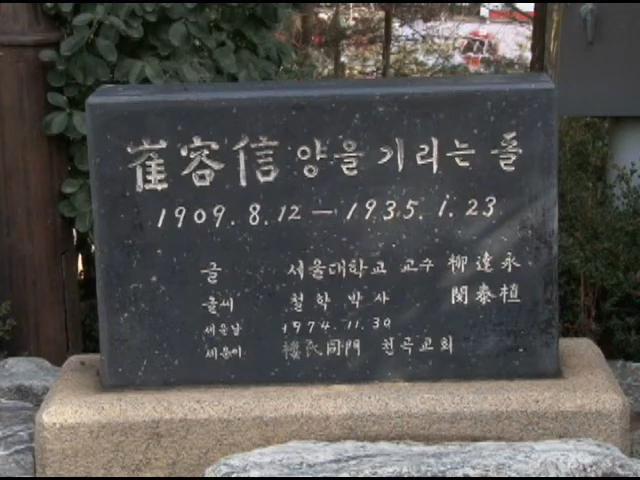 崔容信 양을 기리는 돌
1909. 8. 12 — 1935. 1. 23
글 서울대학교 교수 柳達永
글씨 철학박사 閔泰植
세운날 1974. 11. 30
세운이 樓氏同門 천곡교회